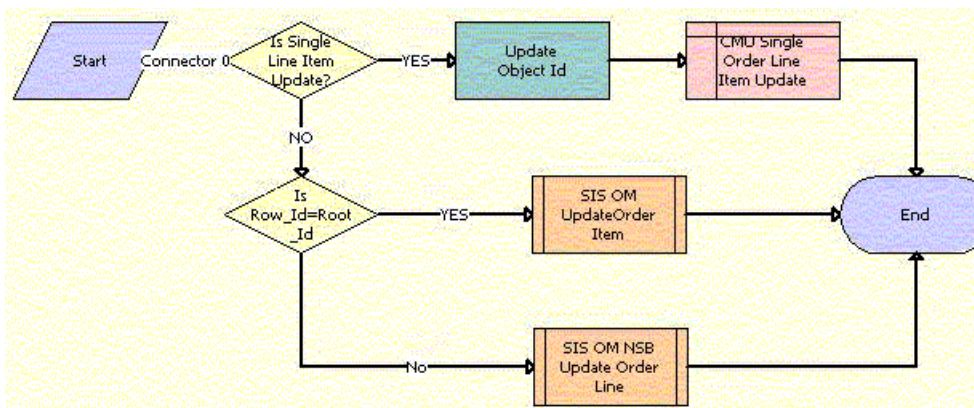 Start
Connector 0
Is Single
Line Item
Update?
YES
Update
Object Id
CMU Single
Order Line
Item Update
NO
Is
Row_Id=Root
_Id
YES
SIS OM
UpdateOrder
Item
End
No
SIS OM NSB
Update Order
Line